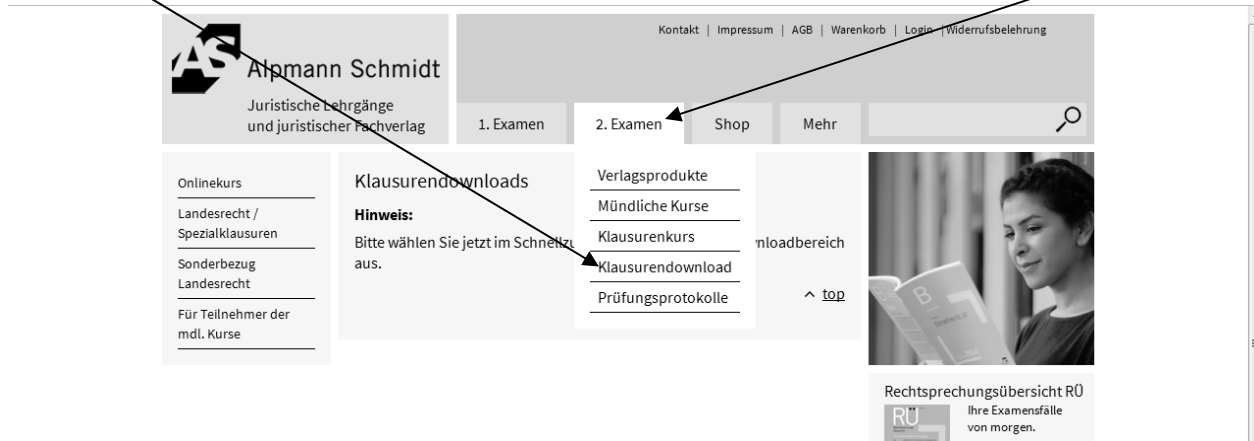 Kontakt | Impressum | AGB | Warenkorb | Login | Widerrufsbelehrung
AS
Alpmann Schmidt
Juristische Lehrgänge
und juristischer Fachverlag
1. Examen
2. Examen
Shop
Mehr
Onlinekurs
Landesrecht /
Spezialklausuren
Sonderbezug
Landesrecht
Für Teilnehmer der
mdl. Kurse
Klausurendownloads
Hinweis:
Bitte wählen Sie jetzt im Schnellzu nloadbereich
aus.
top
Verlagsprodukte
Mündliche Kurse
Klausurenkurs
Klausurendownload
Prüfungsprotokolle
Rechtsprechungsübersicht RÜ
RÜ
Ihre Examensfälle
von morgen.